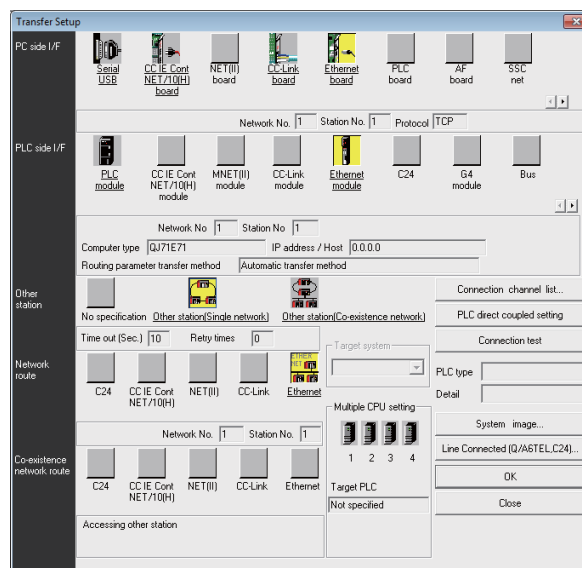 Transfer Setup
PC side I/F
Serial USB
CC IE Cont NET/10(H) board
NET(II) board
CC-Link board
Ethernet board
PLC board
AF board
SSC net
Network No. 1 Station No. 1 Protocol TCP
PLC side I/F
PLC module
CC IE Cont NET/10(H) module
MNET(II) module
CC-Link module
Ethernet module
C24
G4 module
Bus
Network No 1 Station No 1
Computer type QJ71E71 IP address / Host 0.0.0.0
Routing parameter transfer method Automatic transfer method
Other station
No specification
Other station(Single network)
Other station(Co-existence network)
Connection channel list...
PLC direct coupled setting
Connection test
Time out (Sec.) 10 Retry times 0
Target system
PLC type
Detail
Network route
C24
CC IE Cont NET/10(H)
NET(II)
CC-Link
Ethernet
ETHER NET
Multiple CPU setting
1 2 3 4
Target PLC
Not specified
System image...
Line Connected (Q/A6TEL,C24)...
OK
Close
Network No. 1 Station No. 1
Co-existence network route
C24
CC IE Cont NET/10(H)
NET(II)
CC-Link
Ethernet
Accessing other station